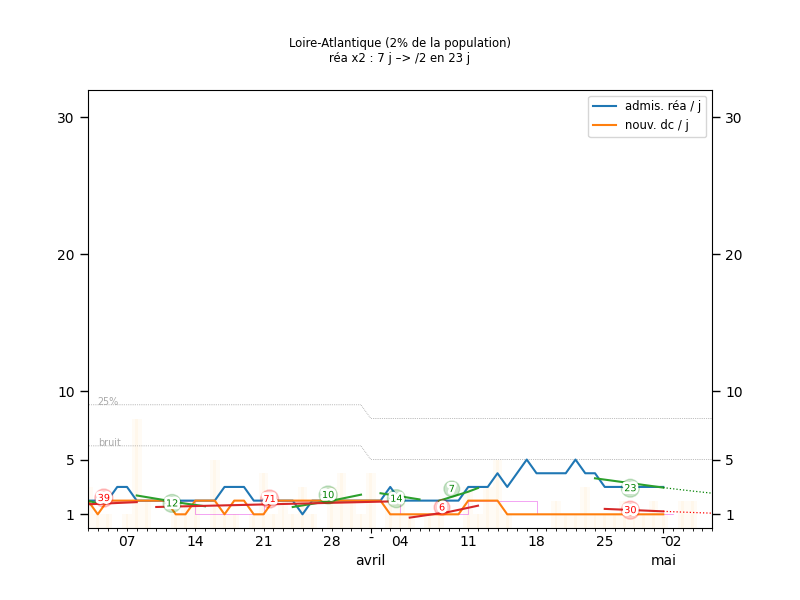 Loire-Atlantique (2% de la population)
réa x2 : 7 j –> /2 en 23 j
admis. réa / j
nouv. dc / j
30 30
20 20
10 10
5 5
1 1
25%
bruit
39 12 71 10 14 6 7 23 30
07 14 21 28 - 04 11 18 25 -02
avril mai